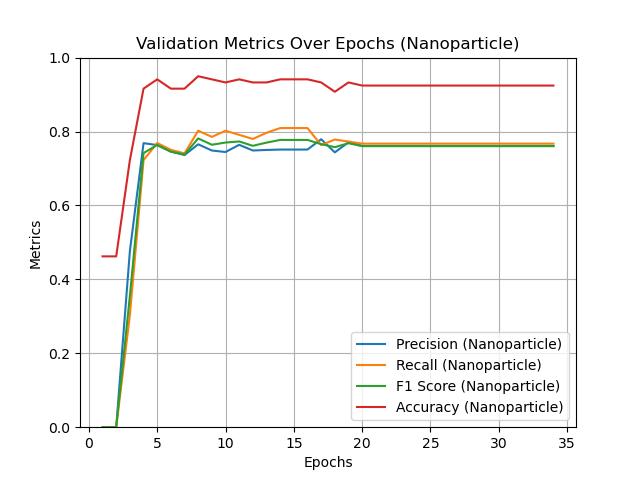 Validation Metrics Over Epochs (Nanoparticle)
Metrics
1.0
0.8
0.6
0.4
0.2
0.0
0 5 10 15 20 25 30 35
Epochs
Precision (Nanoparticle)
Recall (Nanoparticle)
F1 Score (Nanoparticle)
Accuracy (Nanoparticle)